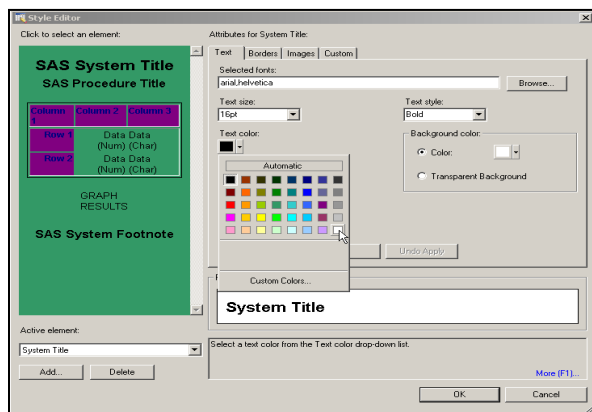 Style Editor
Click to select an element:
SAS System Title
SAS Procedure Title
Column 1 Column 2 Column 3
Row 1 Data Data
(Num) (Char)
Row 2 Data Data
(Num) (Char)
GRAPH
RESULTS
SAS System Footnote
Active element:
System Title
Add... Delete
Attributes for System Title:
Text Borders Images Custom
Selected fonts:
arial,helvetica Browse...
Text size: Text style:
16pt Bold
Text color: Background color:
Color:
Transparent Background
Automatic
Custom Colors...
Undo Apply
System Title
Select a text color from the Text color drop-down list.
More (F1)...
OK Cancel